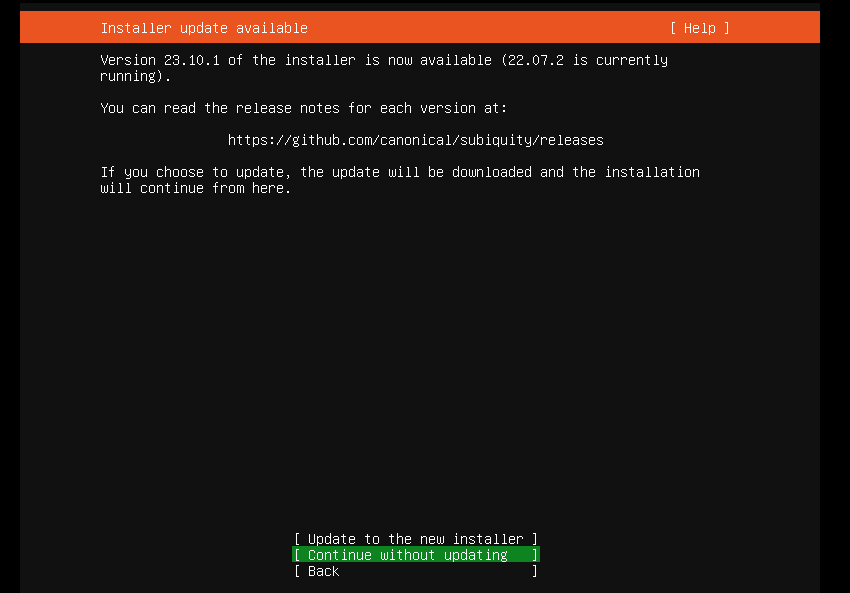 Installer update available [ Help ]
Version 23.10.1 of the installer is now available (22.07.2 is currently
running).
You can read the release notes for each version at:
https://github.com/canonical/subiquity/releases
If you choose to update, the update will be downloaded and the installation
will continue from here.
[ Update to the new installer ]
[ Continue without updating ]
[ Back ]